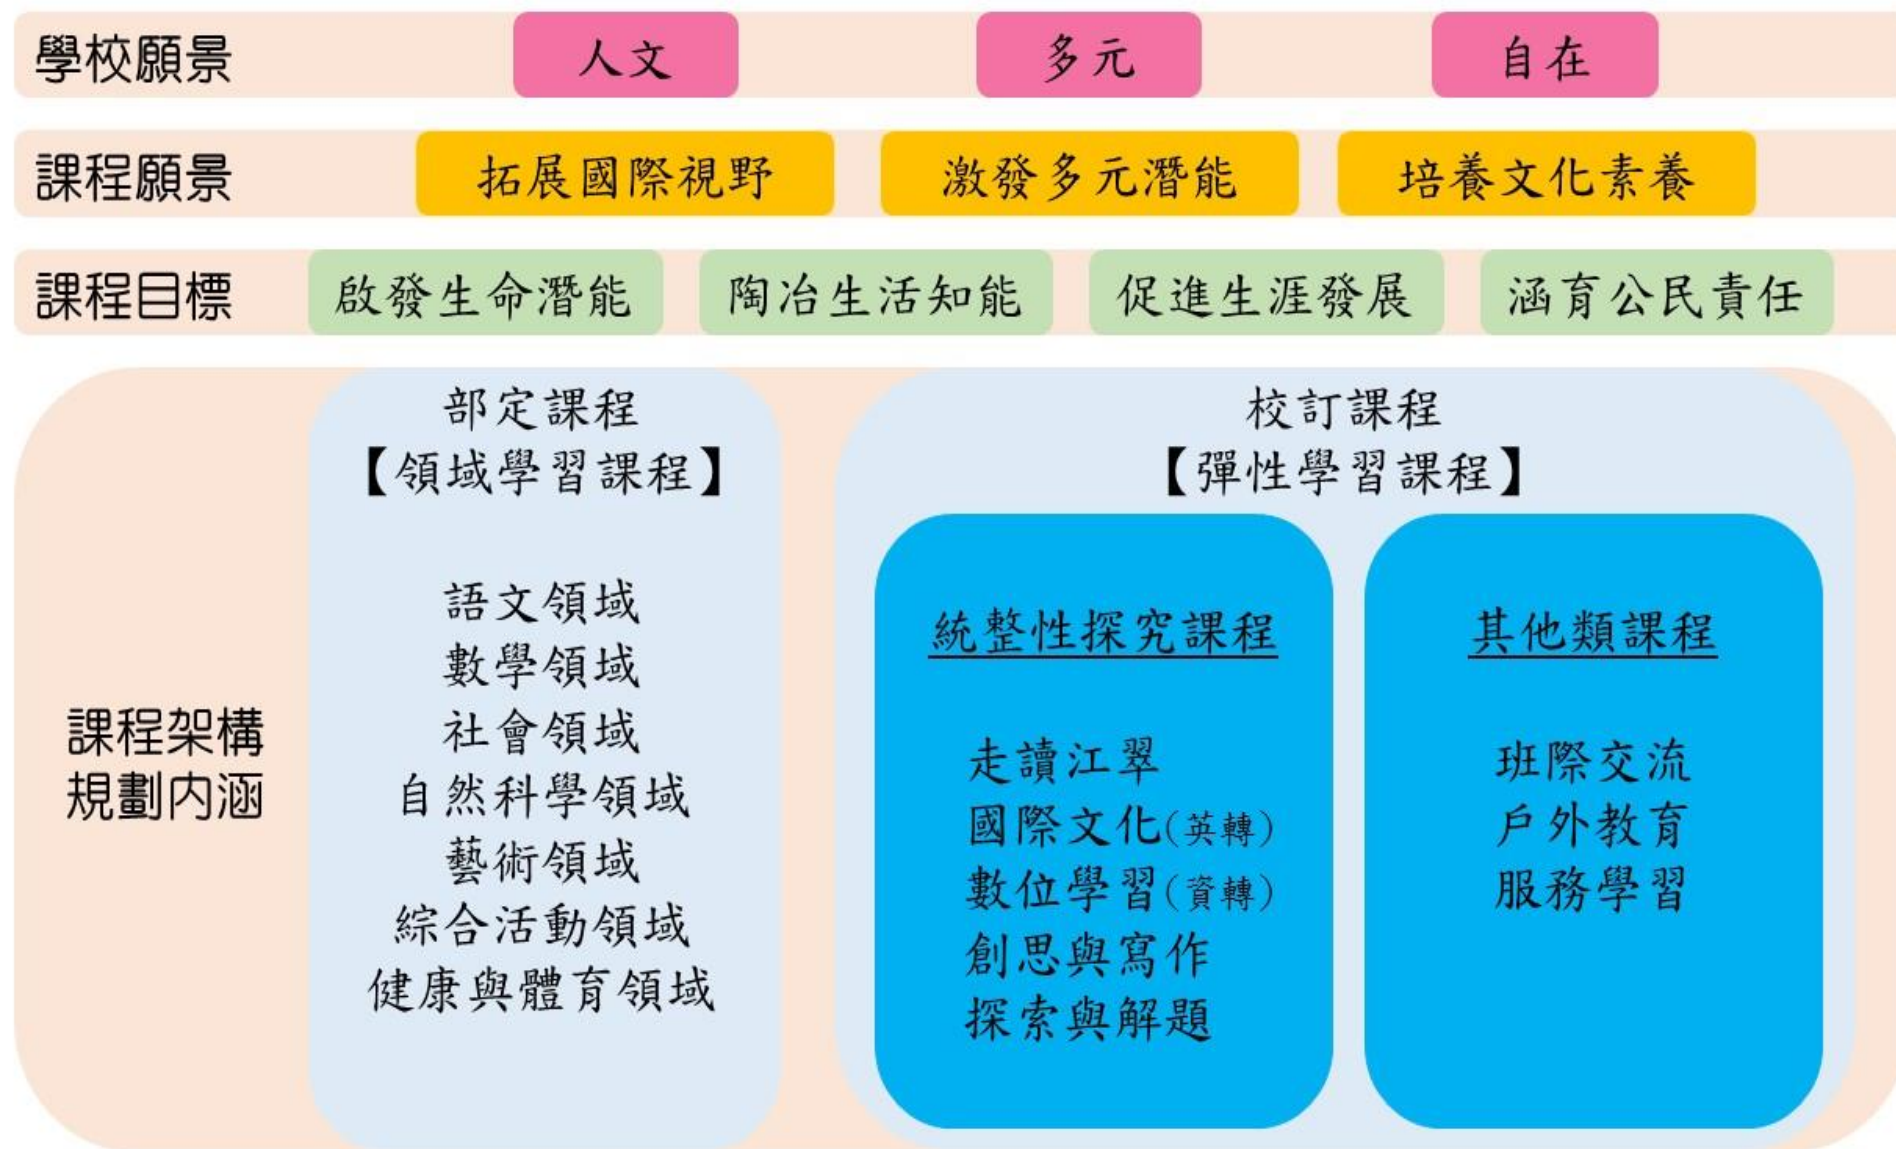 學校願景 人文 多元 自在
課程願景 拓展國際視野 激發多元潛能 培養文化素養
課程目標 啟發生命潛能 陶冶生活知能 促進生涯發展 涵育公民責任
課程架構
規劃內涵
部定課程
【領域學習課程】
語文領域
數學領域
社會領域
自然科學領域
藝術領域
綜合活動領域
健康與體育領域
校訂課程
【彈性學習課程】
統整性探究課程
走讀江翠
國際文化(英轉)
數位學習(資轉)
創思與寫作
探索與解題
其他類課程
班際交流
戶外教育
服務學習